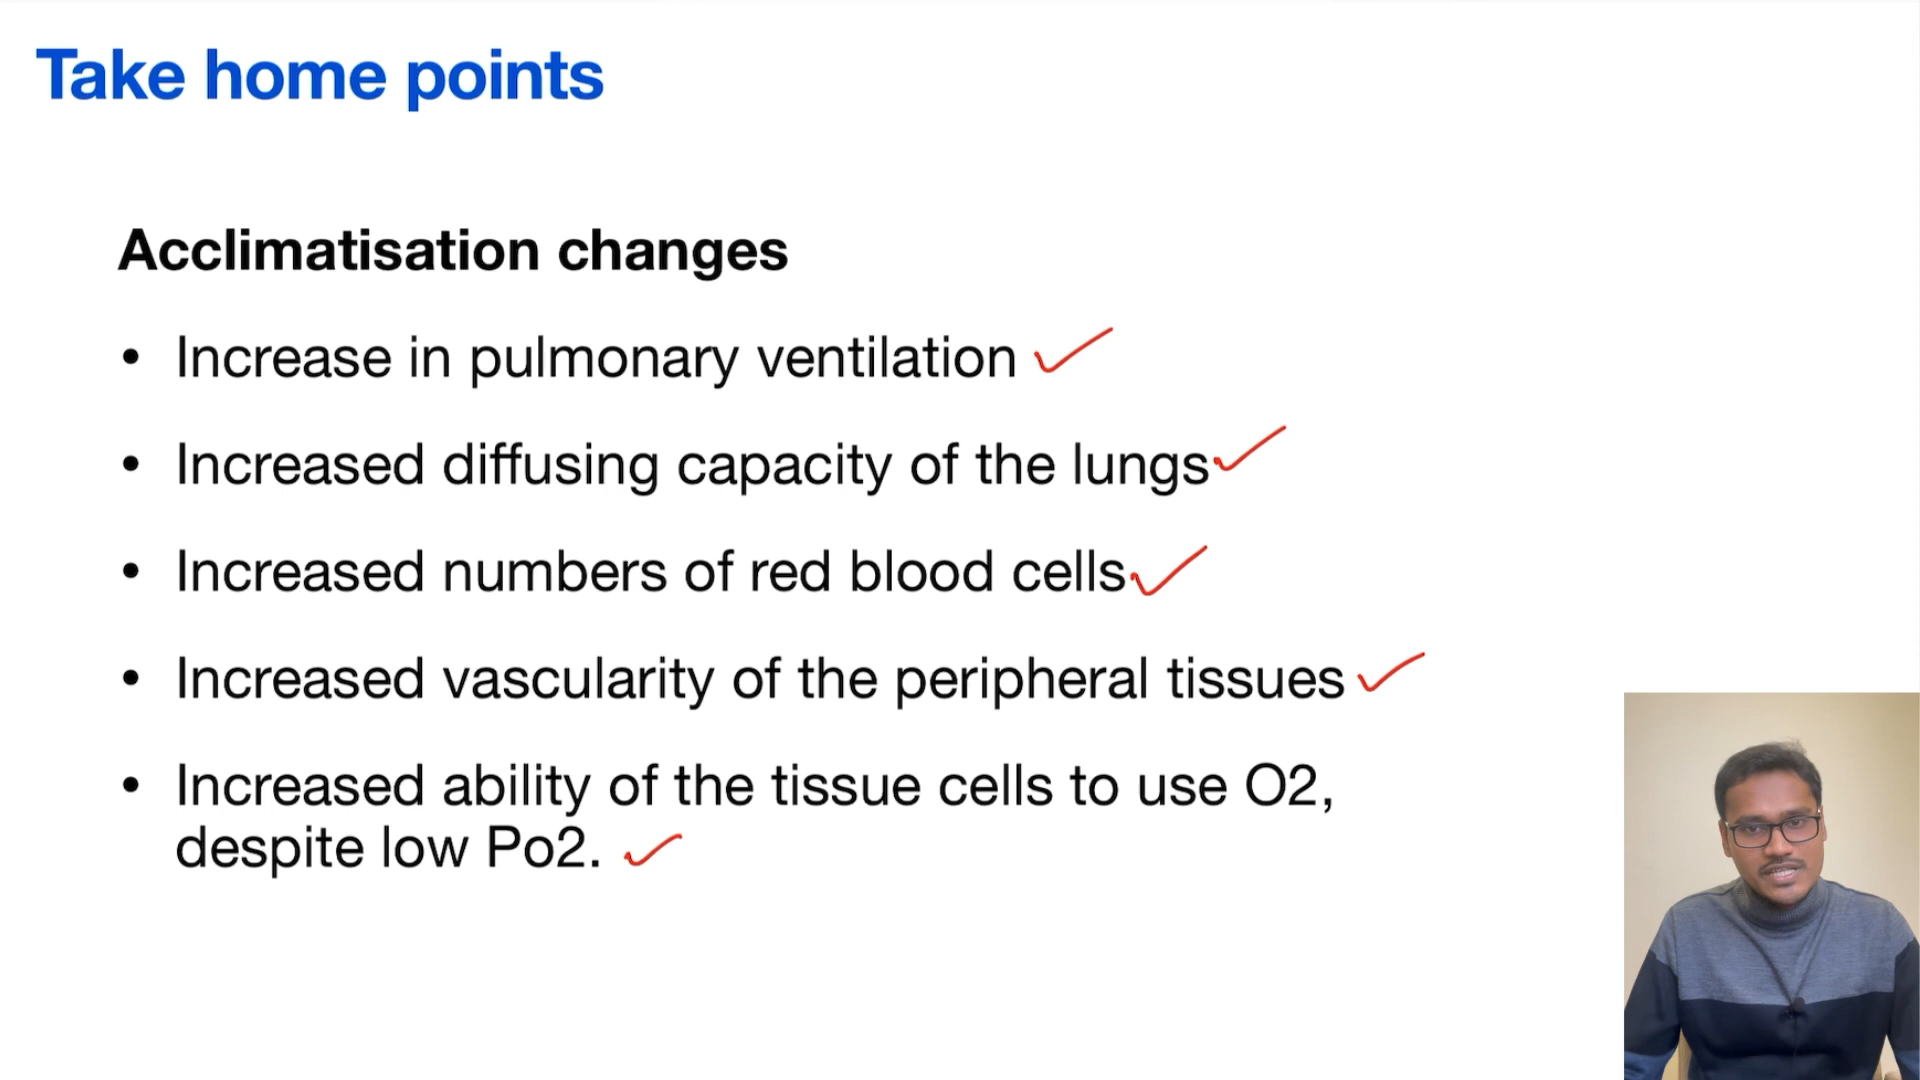 Take home points
Acclimatisation changes
• Increase in pulmonary ventilation
• Increased diffusing capacity of the lungs
• Increased numbers of red blood cells
• Increased vascularity of the peripheral tissues
• Increased ability of the tissue cells to use O2,
despite low Po2.